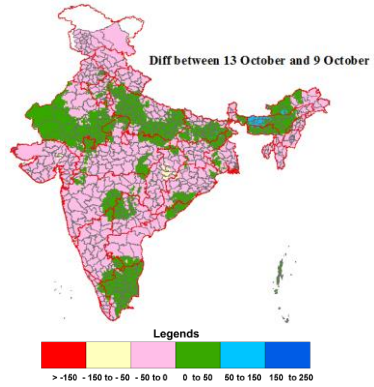 Diff between 13 October and 9 October
Legends
> -150 - 150 to - 50 - 50 to 0 0 to 50 50 to 150 150 to 250